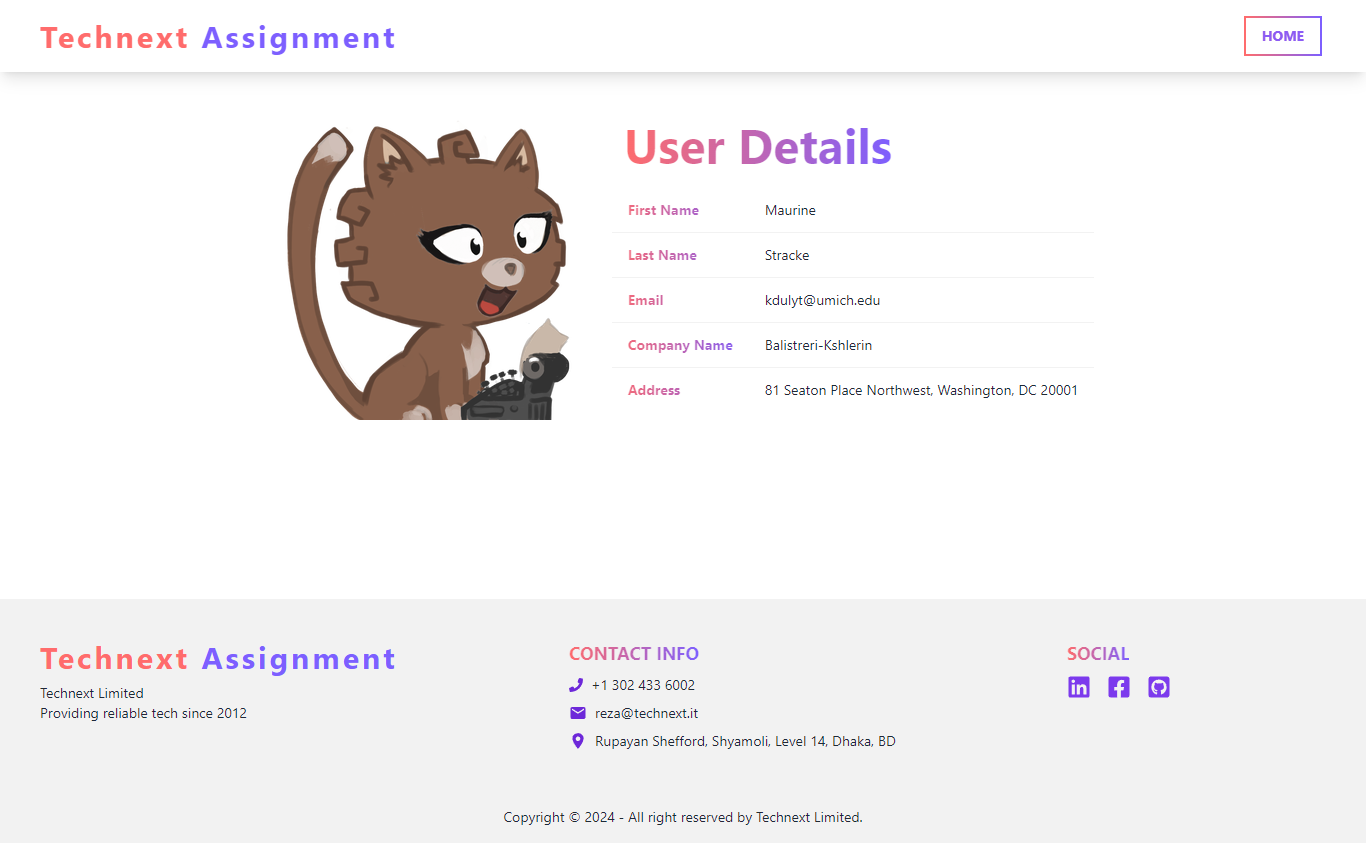 Technext Assignment
HOME
User Details
First Name Maurine
Last Name Stracke
Email kdulyt@umich.edu
Company Name Balistreri-Kshlerin
Address 81 Seaton Place Northwest, Washington, DC 20001
Technext Assignment
Technext Limited
Providing reliable tech since 2012
CONTACT INFO
+1 302 433 6002
reza@technext.it
Rupayan Shefford, Shyamoli, Level 14, Dhaka, BD
SOCIAL
Copyright © 2024 - All right reserved by Technext Limited.